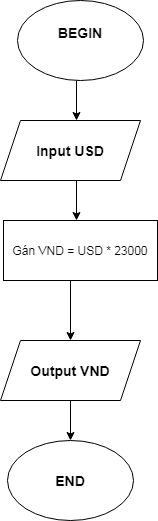 BEGIN
Input USD
Gán VND = USD * 23000
Output VND
END